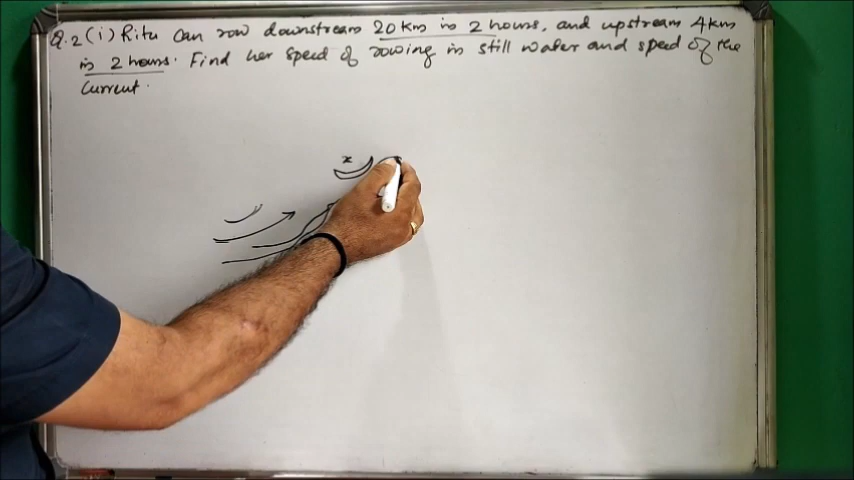 Q.2 (i) Ritu can row downstream 20 km in 2 hours, and upstream 4 km
in 2 hours. Find her speed of rowing in still water and speed of the
current.
x